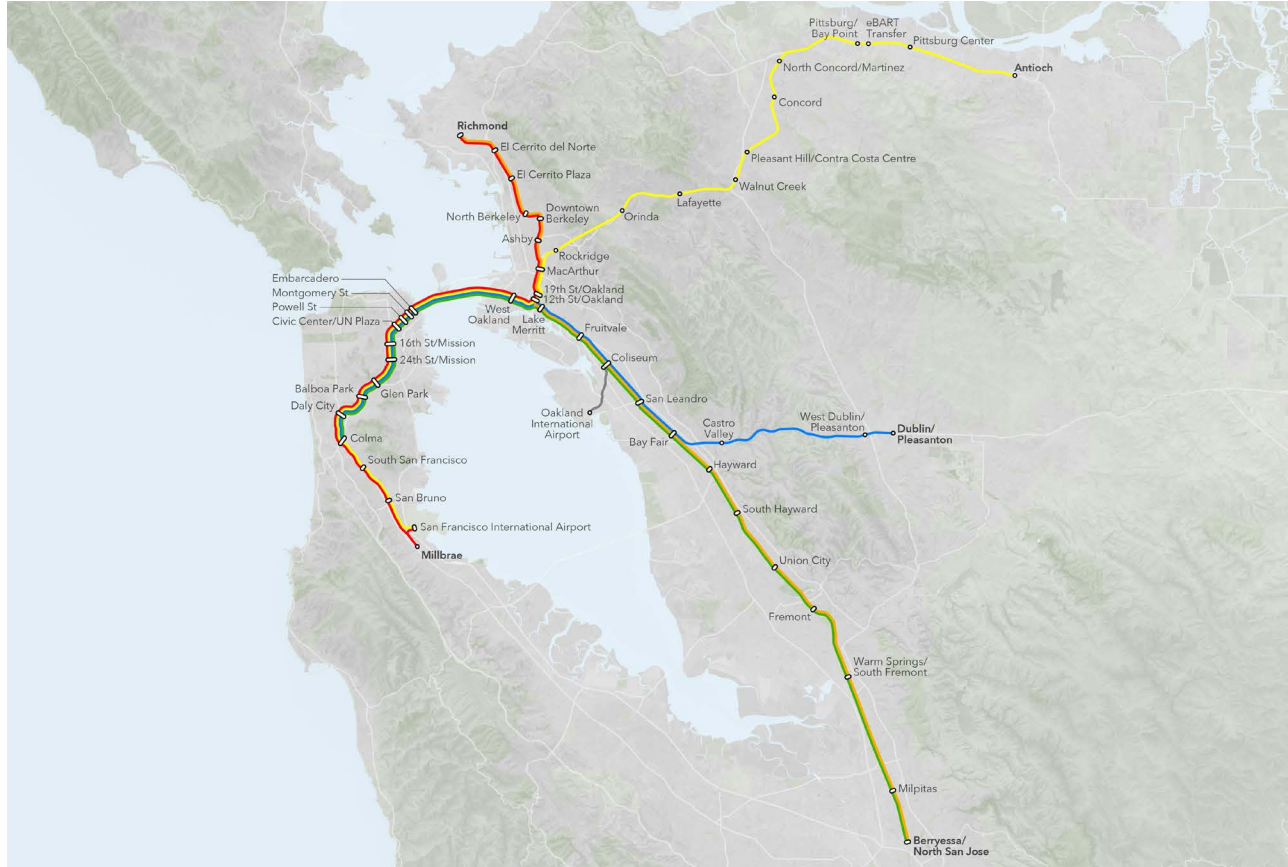 Pittsburg/
Bay Point
eBART
Transfer
Pittsburg Center
North Concord/Martinez
Antioch
Concord
Richmond
El Cerrito del Norte
Pleasant Hill/Contra Costa Centre
El Cerrito Plaza
Walnut Creek
Lafayette
North Berkeley
Downtown
Berkeley
Orinda
Ashby
Rockridge
MacArthur
Embarcadero
Montgomery St
Powell St
Civic Center/UN Plaza
19th St/Oakland
12th St/Oakland
West
Oakland
Lake
Merritt
Fruitvale
16th St/Mission
24th St/Mission
Coliseum
Balboa Park
Glen Park
Daly City
San Leandro
Oakland
International
Airport
Colma
Bay Fair
Castro
Valley
West Dublin/
Pleasanton
Dublin/
Pleasanton
South San Francisco
Hayward
San Bruno
South Hayward
San Francisco International Airport
Millbrae
Union City
Fremont
Warm Springs/
South Fremont
Milpitas
Berryessa/
North San Jose